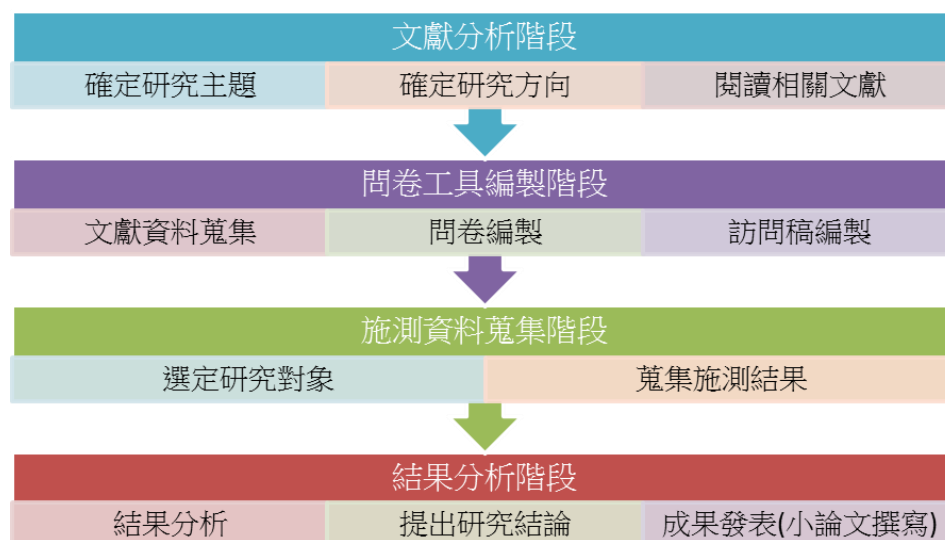 文獻分析階段
確定研究主題 確定研究方向 閱讀相關文獻
問卷工具編製階段
文獻資料蒐集 問卷編製 訪問稿編製
施測資料蒐集階段
選定研究對象 蒐集施測結果
結果分析階段
結果分析 提出研究結論 成果發表(小論文撰寫)